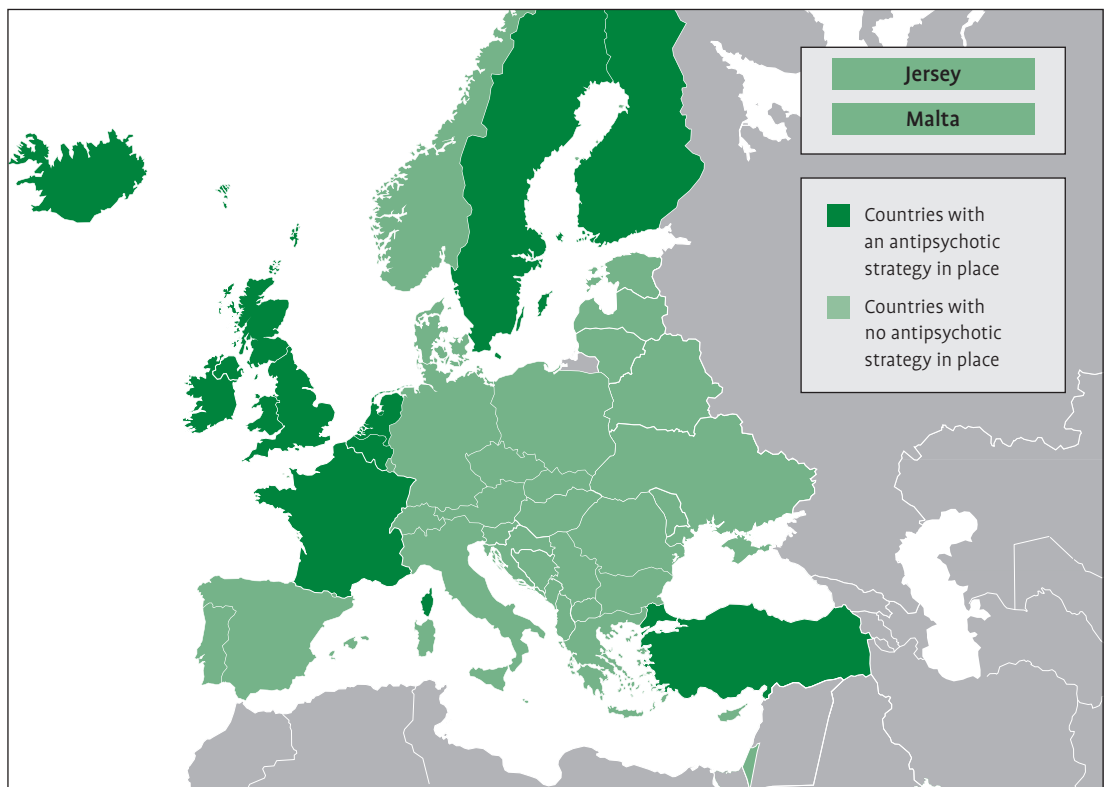 Jersey
Malta
Countries with
an antipsychotic
strategy in place
Countries with
no antipsychotic
strategy in place